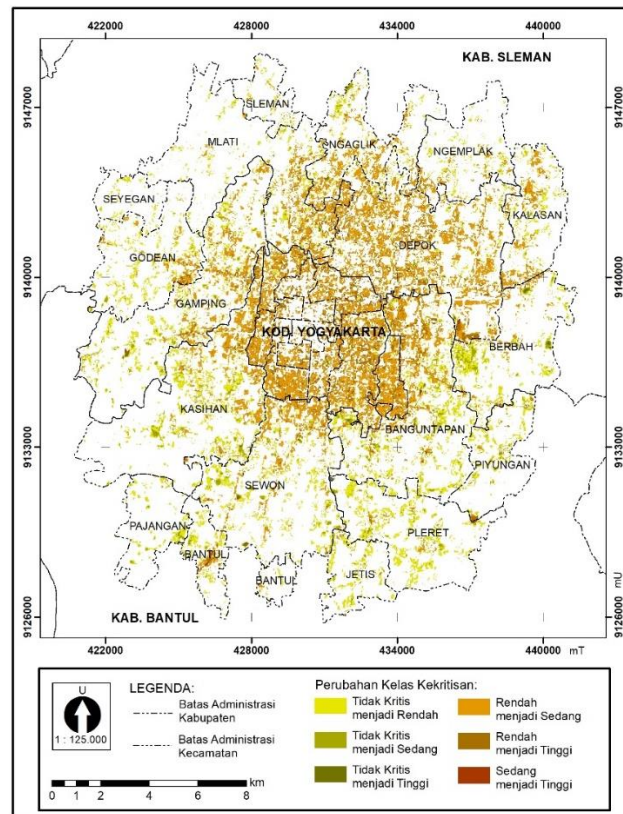 422000 428000 434000 440000
KAB. SLEMAN
9147000 9147000
SLEMAN
MLATI
NGAGLIK
NGEMPLAK
SEYEGAN
KALASAN
GODEAN
DEPOK
9140000 9140000
GAMPING
KOD. YOGYAKARTA
BERBAH
KASIHAN
BANGUNTAPAN
9133000 9133000
PIYUNGAN
SEWON
PAJANGAN
PLERET
BANTUL
BANTUL
JETIS
mU
KAB. BANTUL
9126000 9126000
422000 428000 434000 440000 mT
U
1 : 125.000
LEGENDA:
Batas Administrasi
Kabupaten
Batas Administrasi
Kecamatan
km
0 1 2 4 6 8
Perubahan Kelas Kekritisan:
Tidak Kritis
menjadi Rendah
Tidak Kritis
menjadi Sedang
Tidak Kritis
menjadi Tinggi
Rendah
menjadi Sedang
Rendah
menjadi Tinggi
Sedang
menjadi Tinggi